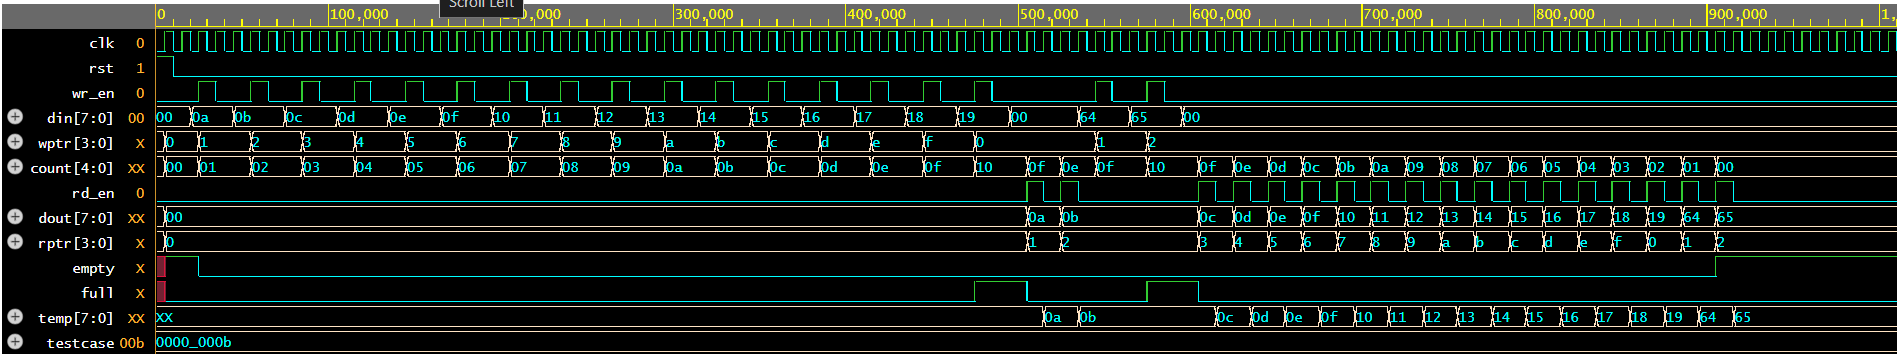 Scroll Left
0 100,000 ,000 300,000 400,000 500,000 600,000 700,000 800,000 900,000 1,
clk 0
rst 1
wr_en 0
din[7:0] 00 00 0a 0b 0c 0d 0e 0f 10 11 12 13 14 15 16 17 18 19 00 64 65 00
wptr[3:0] X 0 1 2 3 4 5 6 7 8 9 a b c d e f 0 1 2
count[4:0] XX 00 01 02 03 04 05 06 07 08 09 0a 0b 0c 0d 0e 0f 10 0f 0e 0f 10 0f 0e 0d 0c 0b 0a 09 08 07 06 05 04 03 02 01 00
rd_en 0
dout[7:0] XX 00 0a 0b 0c 0d 0e 0f 10 11 12 13 14 15 16 17 18 19 64 65
rptr[3:0] X 0 1 2 3 4 5 6 7 8 9 a b c d e f 0 1 2
empty X
full X
temp[7:0] XX XX 0a 0b 0c 0d 0e 0f 10 11 12 13 14 15 16 17 18 19 64 65
testcase 00b 0000_000b